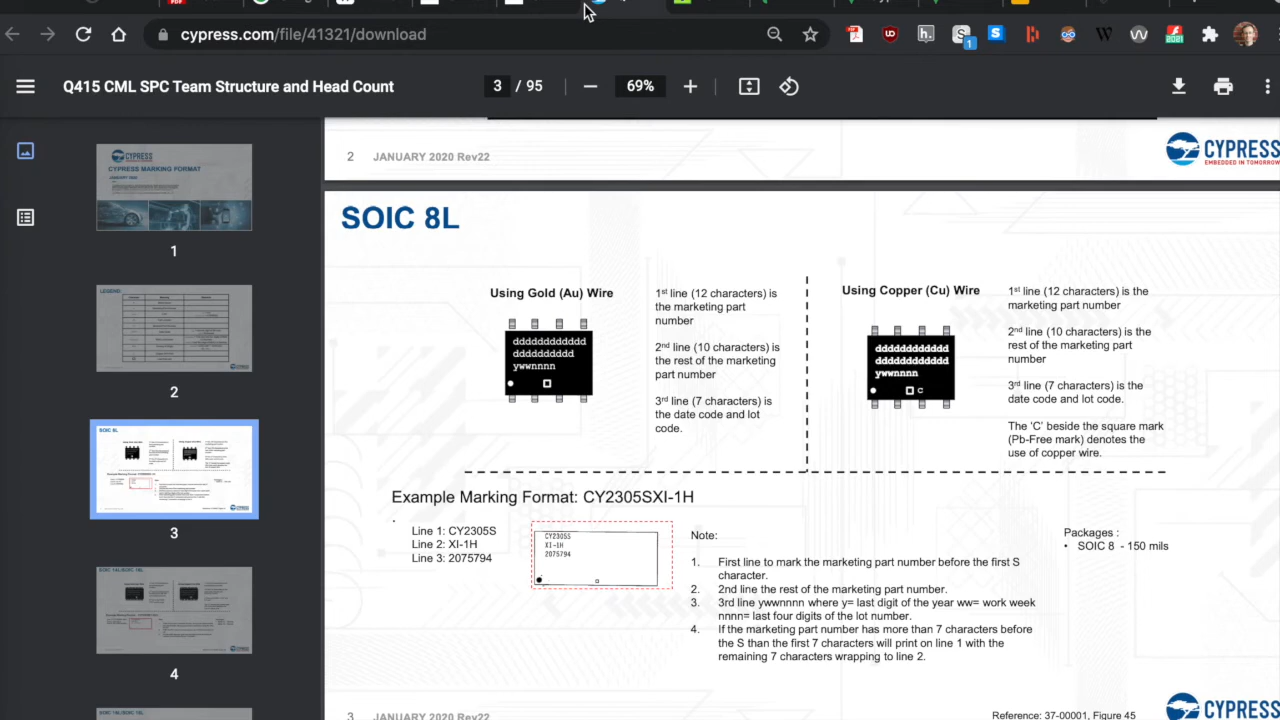 cypress.com/file/41321/download
1
Q415 CML SPC Team Structure and Head Count
3 / 95
69%
CYPRESS
CYPRESS MARKING FORMAT
1
LEGEND:
2
SOIC 8L
3
4
2 JANUARY 2020 Rev22
CYPRESS
EMBEDDED IN TOMORROW
SOIC 8L
Using Gold (Au) Wire
dddddddddddd
dddddddddd
ywwnnnn
1st line (12 characters) is
the marketing part
number
2nd line (10 characters) is
the rest of the marketing
part number
3rd line (7 characters) is
the date code and lot
code.
Using Copper (Cu) Wire
dddddddddddd
dddddddddddd
ywwnnnn
C
1st line (12 characters) is the
marketing part number
2nd line (10 characters) is the
rest of the marketing part
number
3rd line (7 characters) is the
date code and lot code.
The 'C' beside the square mark
(Pb-Free mark) denotes the
use of copper wire.
Example Marking Format: CY2305SXI-1H
Line 1: CY2305S
Line 2: XI-1H
Line 3: 2075794
CY2305S
XI-1H
2075794
Note:
1. First line to mark the marketing part number before the first S
character.
2. 2nd line the rest of the marketing part number.
3. 3rd line ywwnnnn where y= last digit of the year ww= work week
nnnn= last four digits of the lot number.
4. If the marketing part number has more than 7 characters before
the S than the first 7 characters will print on line 1 with the
remaining 7 characters wrapping to line 2.
Packages :
• SOIC 8 - 150 mils
3 JANUARY 2020 Rev22
Reference: 37-00001, Figure 45
CYPRESS